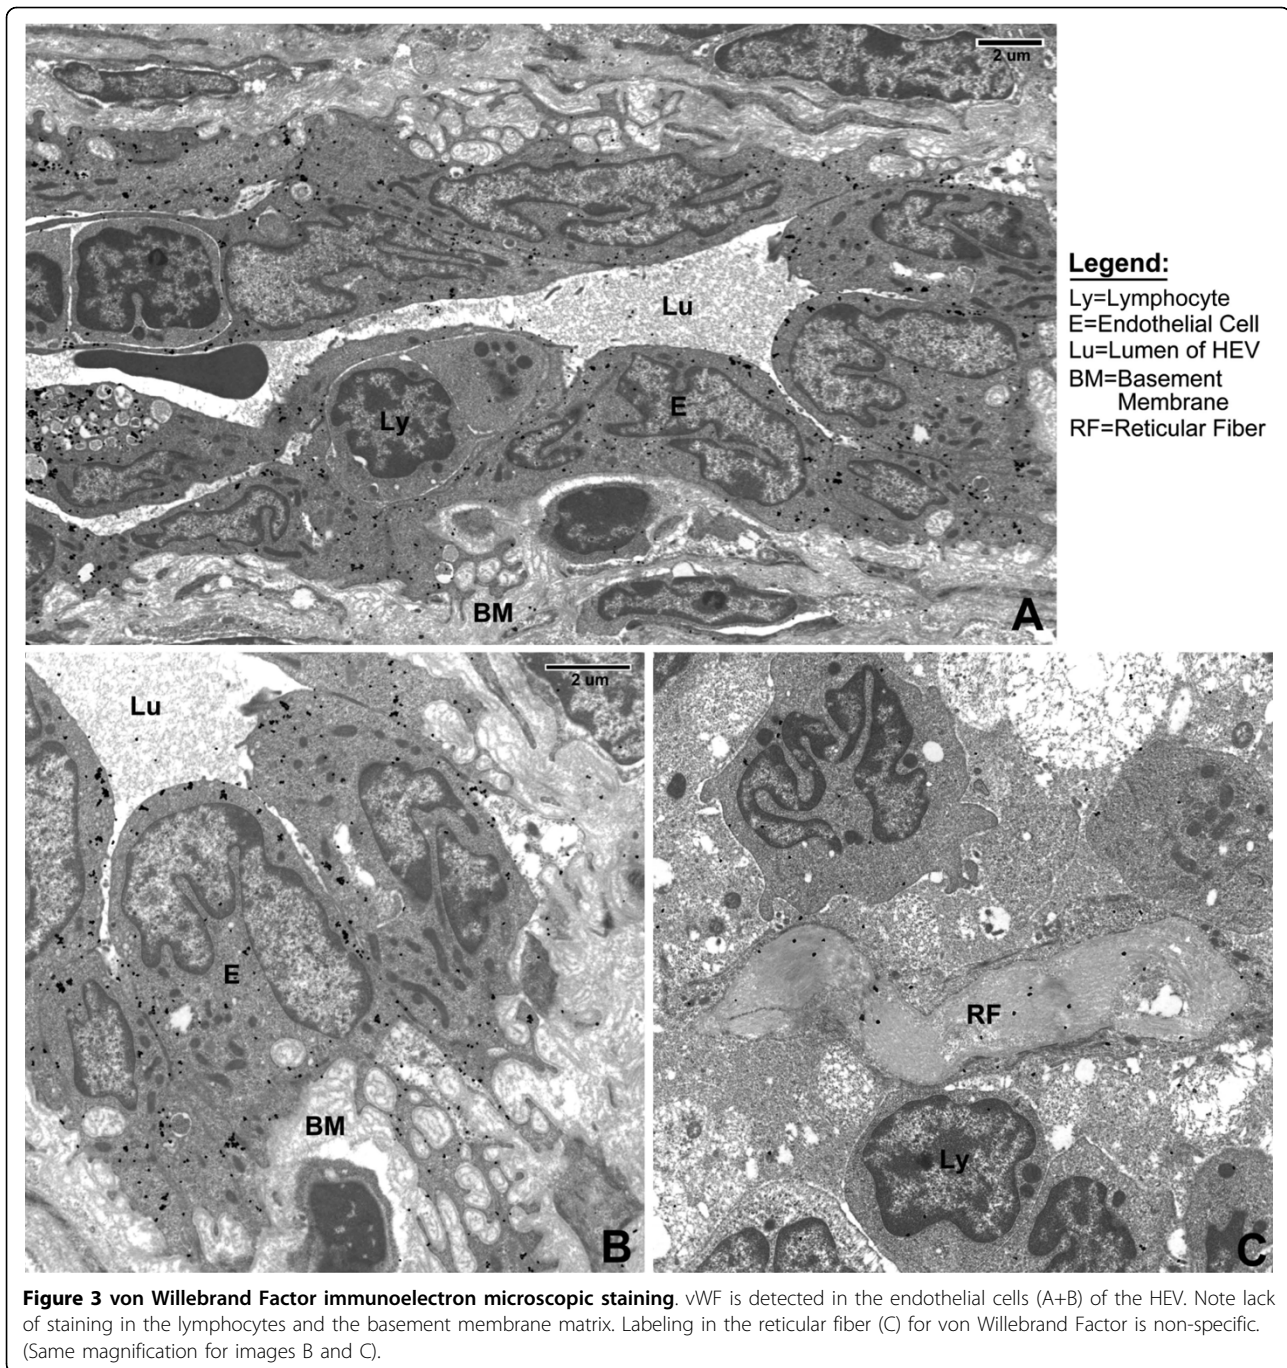 2 um
Lu
Ly
E
BM
A
Legend:
Ly=Lymphocyte
E=Endothelial Cell
Lu=Lumen of HEV
BM=Basement
Membrane
RF=Reticular Fiber
2 um
Lu
E
BM
B
RF
Ly
C
Figure 3 von Willebrand Factor immunoelectron microscopic staining. vWF is detected in the endothelial cells (A+B) of the HEV. Note lack
of staining in the lymphocytes and the basement membrane matrix. Labeling in the reticular fiber (C) for von Willebrand Factor is non-specific.
(Same magnification for images B and C).